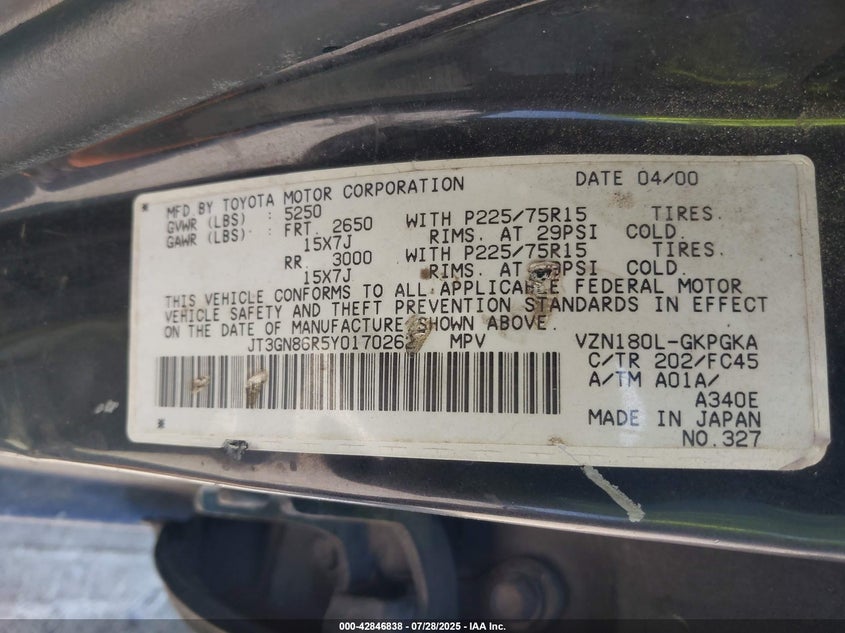 MFD BY TOYOTA MOTOR CORPORATION DATE 04/00
GVWR (LBS) : 5250
GAWR (LBS) : FRT. 2650 WITH P225/75R15 TIRES.
15X7J RIMS. AT 29PSI COLD.
RR. 3000 WITH P225/75R15 TIRES.
15X7J RIMS. AT COLD.
THIS VEHICLE CONFORMS TO ALL APPLICABLE FEDERAL MOTOR
VEHICLE SAFETY AND THEFT PREVENTION STANDARDS IN EFFECT
ON THE DATE OF MANUFACTURE SHOWN ABOVE.
MPV VZN180L-GKPGKA
C/TR 202/FC45
A/TM A01A/
A340E
MADE IN JAPAN
NO.327
000-42846838 - 07/28/2025 - IAA Inc.